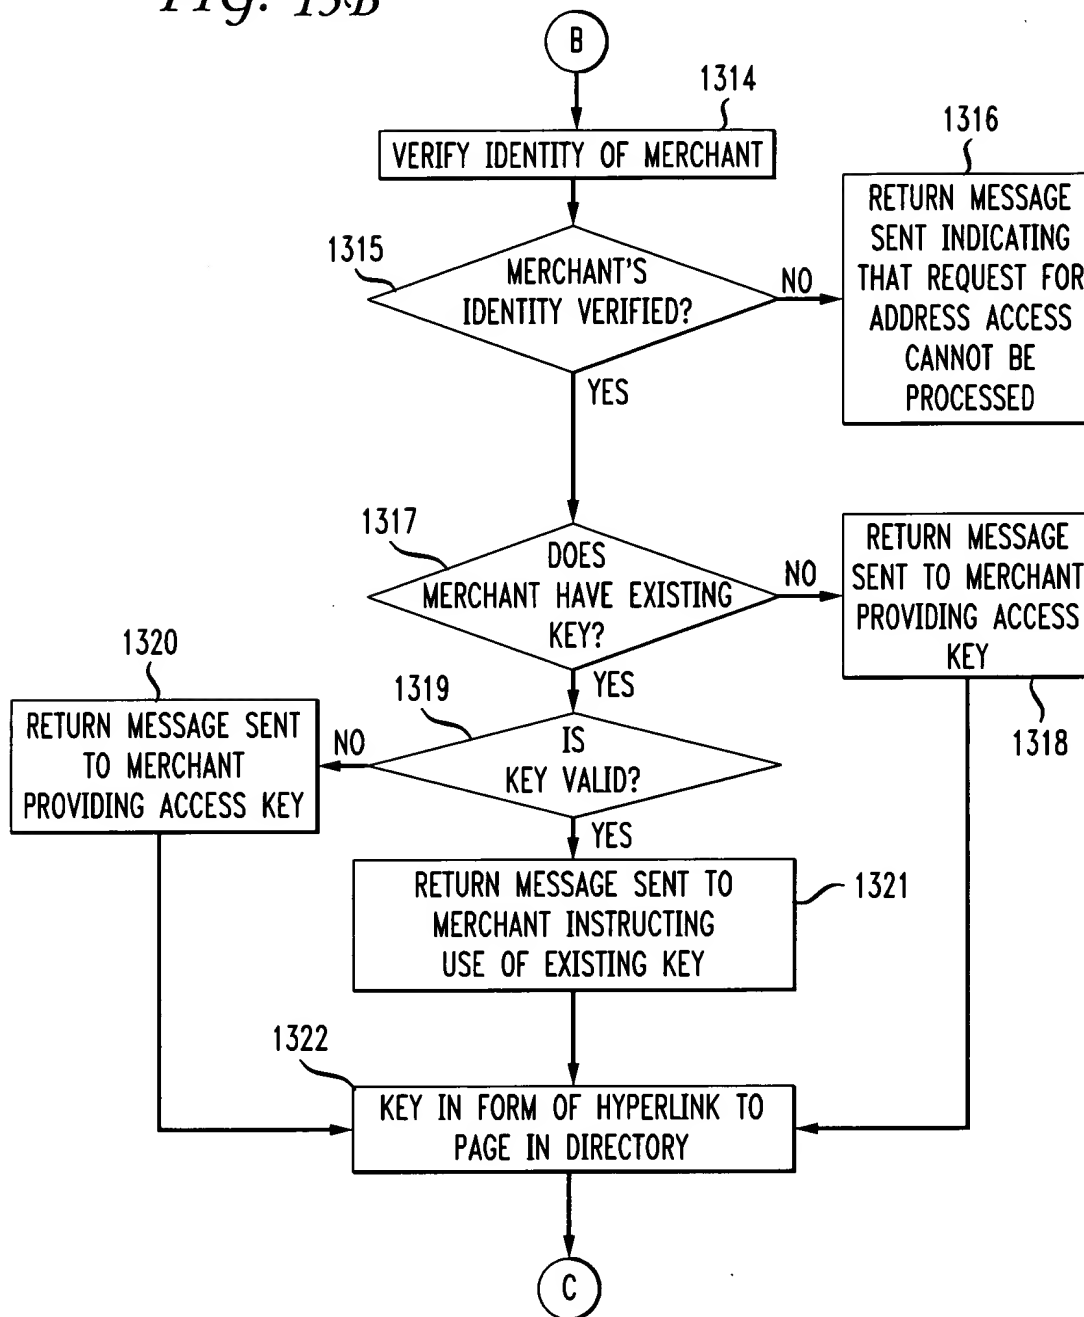 FIG. 13B
B
1314
VERIFY IDENTITY OF MERCHANT
1316
RETURN MESSAGE
SENT INDICATING
THAT REQUEST FOR
ADDRESS ACCESS
CANNOT BE
PROCESSED
1315
MERCHANT'S
IDENTITY VERIFIED?
NO
YES
1317
DOES
MERCHANT HAVE EXISTING
KEY?
NO
RETURN MESSAGE
SENT TO MERCHANT
PROVIDING ACCESS
KEY
1318
YES
1319
IS
KEY VALID?
NO
1320
RETURN MESSAGE SENT
TO MERCHANT
PROVIDING ACCESS KEY
YES
RETURN MESSAGE SENT TO
MERCHANT INSTRUCTING
USE OF EXISTING KEY
1321
1322
KEY IN FORM OF HYPERLINK TO
PAGE IN DIRECTORY
C